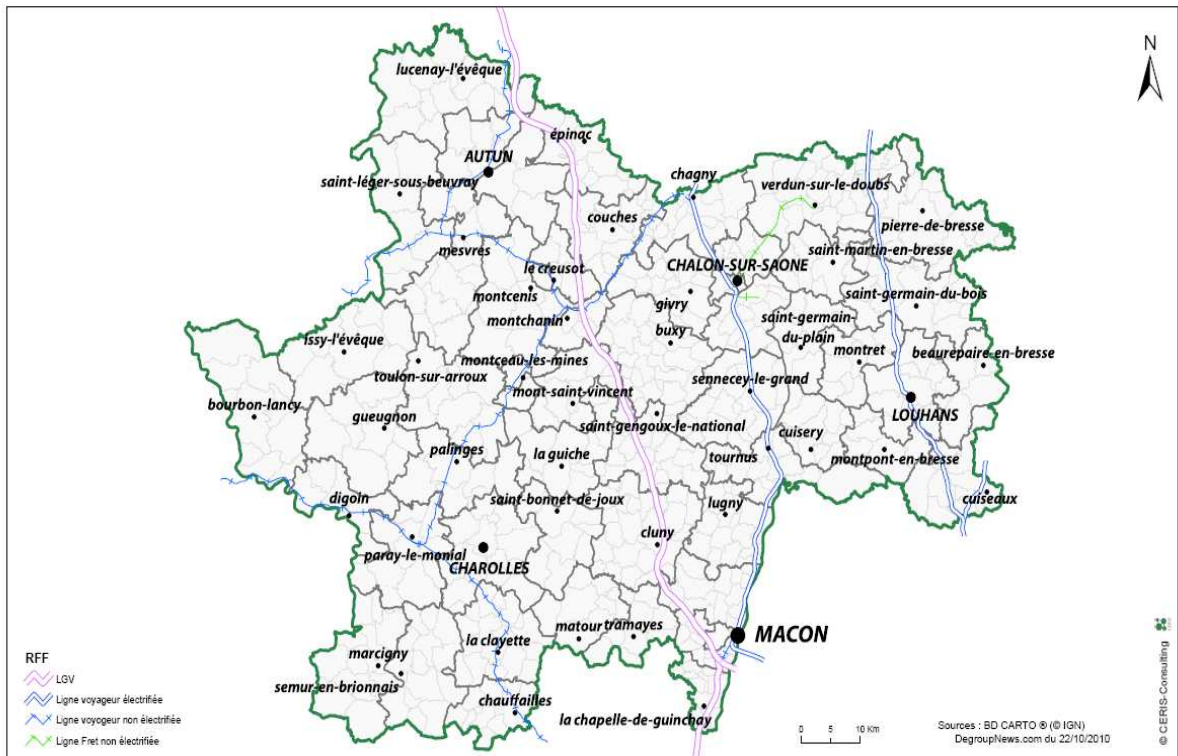 N
lucenay-l'évêque
épinac
AUTUN
saint-léger-sous-beuvray
chagny
verdun-sur-le-doubs
couches
pierre-de-bresse
mesvres
saint-martin-en-bresse
le creusot
CHALON-SUR-SAONE
montcenis
givry
saint-germain-du-bois
montchanin
saint-germain-
du-plain
buxy
issy-l'évêque
montret
beaurepaire-en-bresse
montceau-les-mines
toulon-sur-arroux
sennecey-le-grand
mont-saint-vincent
bourbon-lancy
LOUHANS
gueugnon
saint-gengoux-le-national
cuisery
palinges
la guiche
tournus
montpont-en-bresse
digoin
saint-bonnet-de-joux
lugny
cuiseaux
cluny
paray-le-monial
CHAROLLES
matour
tramayes
MACON
la clayette
marcigny
semur-en-brionnais
chauffailles
la chapelle-de-guinchay
RFF
LGV
Ligne voyageur électrifiée
Ligne voyogeur non électrifiée
Ligne Fret non électrifiée
0 5 10 Km
Sources : BD CARTO ® (© IGN)
DegroupNews.com du 22/10/2010
© CERIS-Consulting